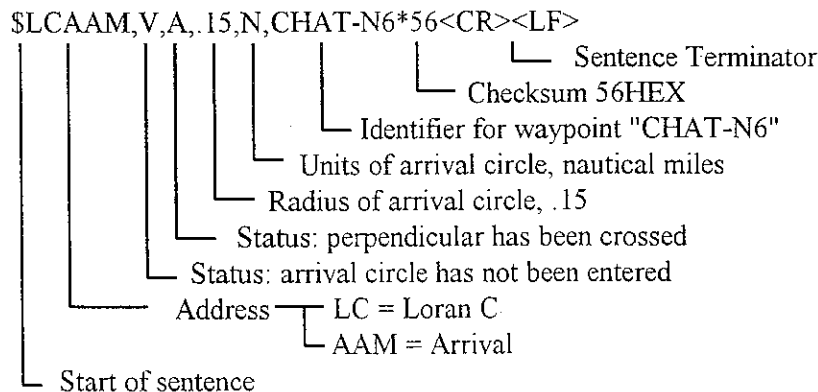 $LCAAM,V,A,.15,N,CHAT-N6*56<CR><LF>
Sentence Terminator
Checksum 56HEX
Identifier for waypoint "CHAT-N6"
Units of arrival circle, nautical miles
Radius of arrival circle, .15
Status: perpendicular has been crossed
Status: arrival circle has not been entered
Address LC = Loran C
AAM = Arrival
Start of sentence